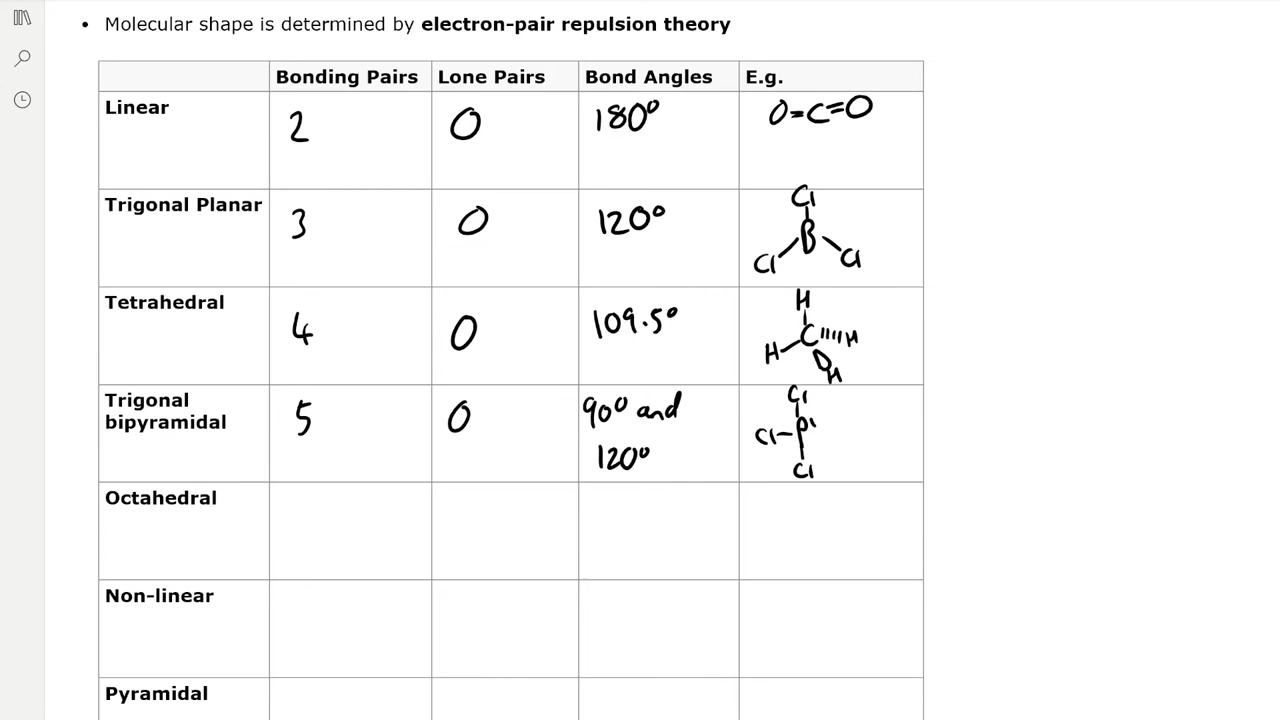 • Molecular shape is determined by electron-pair repulsion theory
Bonding Pairs Lone Pairs Bond Angles E.g.
Linear 2 0 180° O=C=O
Trigonal Planar 3 0 120°
Cl
B
Cl Cl
Tetrahedral 4 0 109.5°
H
C H
H
H
Trigonal bipyramidal 5 0 90° and 120°
Cl
Cl-P
Cl
Octahedral
Non-linear
Pyramidal